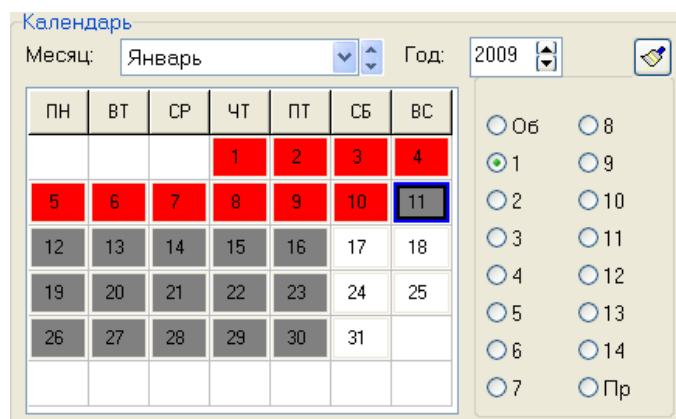 Календарь
Месяц: Январь Год: 2009
ПН ВТ СР ЧТ ПТ СБ ВС
1 2 3 4
5 6 7 8 9 10 11
12 13 14 15 16 17 18
19 20 21 22 23 24 25
26 27 28 29 30 31
Об 8
1 9
2 10
3 11
4 12
5 13
6 14
7 Пр